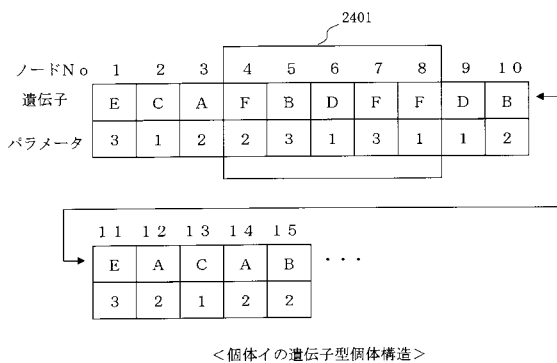 2401
ノードNo 1 2 3 4 5 6 7 8 9 10
遺伝子 E C A F B D F F D B
パラメータ 3 1 2 2 3 1 3 1 1 2
11 12 13 14 15
E A C A B ・・・
3 2 1 2 2
＜個体イの遺伝子型個体構造＞